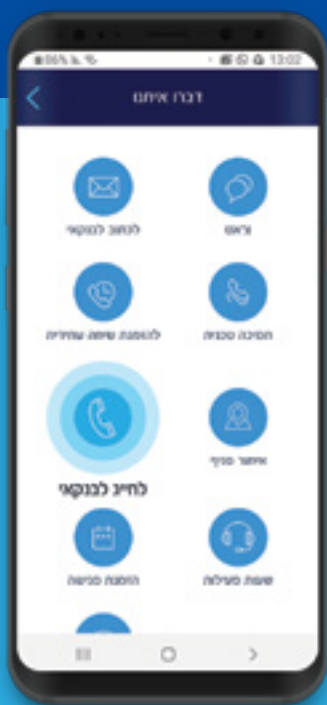 13:02
86%
דברו איתנו
צ'אט
לכתוב לבנקאי
תמיכה טכנית
להזמנת שיחה עתידית
איתור סניף
לחייג לבנקאי
שעות פעילות
הזמנת פגישה